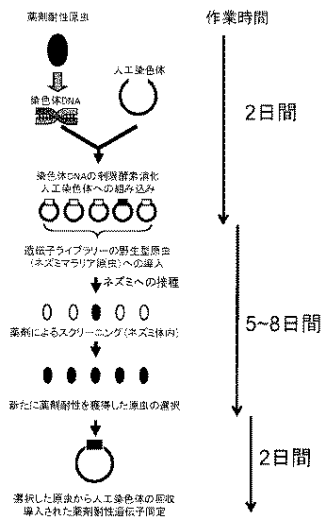 薬剤耐性原虫
作業時間
人工染色体
染色体DNA
2日間
染色体DNAの制限酵素消化
人工染色体への組み込み
遺伝子ライブラリーの野生型原虫
(ネズミマラリア原虫)への導入
ネズミへの接種
5~8日間
薬剤によるスクリーニング(ネズミ体内)
新たに薬剤耐性を獲得した原虫の選択
2日間
選択した原虫から人工染色体の回収
導入された薬剤耐性遺伝子同定